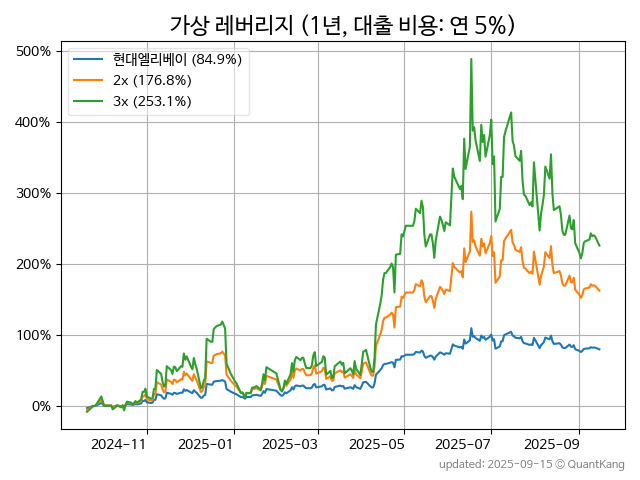 가상 레버리지 (1년, 대출 비용: 연 5%)
현대엘리베이 (84.9%)
2x (176.8%)
3x (253.1%)
500%
400%
300%
200%
100%
0%
2024-11 2025-01 2025-03 2025-05 2025-07 2025-09
updated: 2025-09-15 © QuantKang